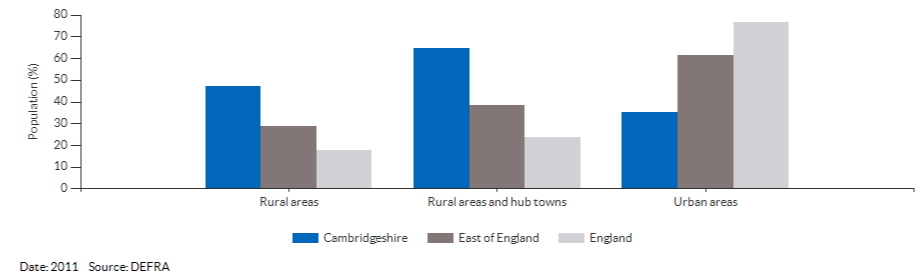 80
70
60
50
40
30
20
10
0
Population (%)
Rural areas Rural areas and hub towns Urban areas
Cambridgeshire East of England England
Date: 2011 Source: DEFRA